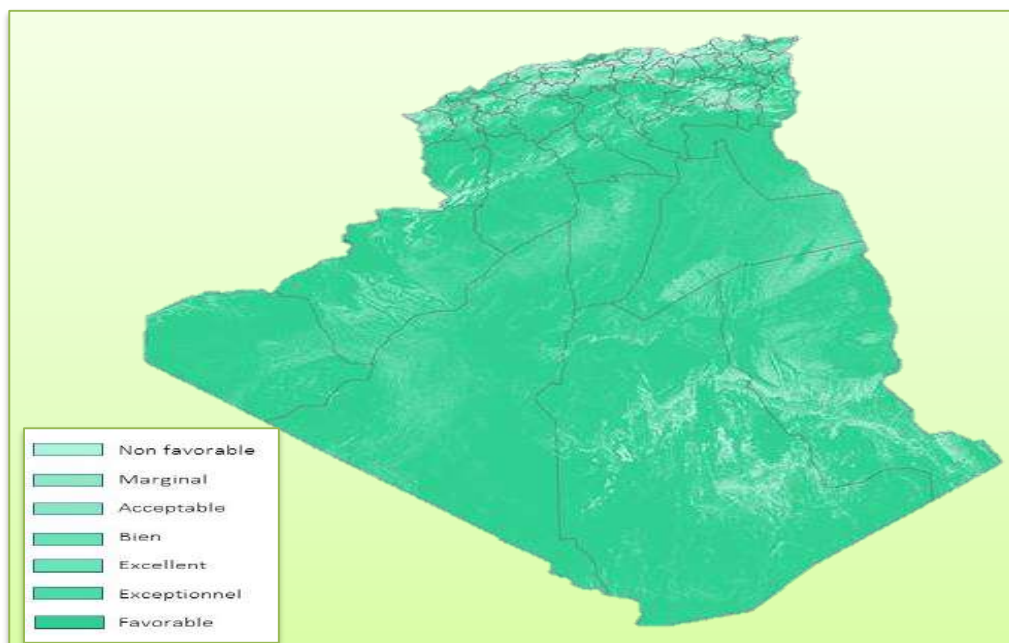 Non favorable
Marginal
Acceptable
Bien
Excellent
Exceptionnel
Favorable